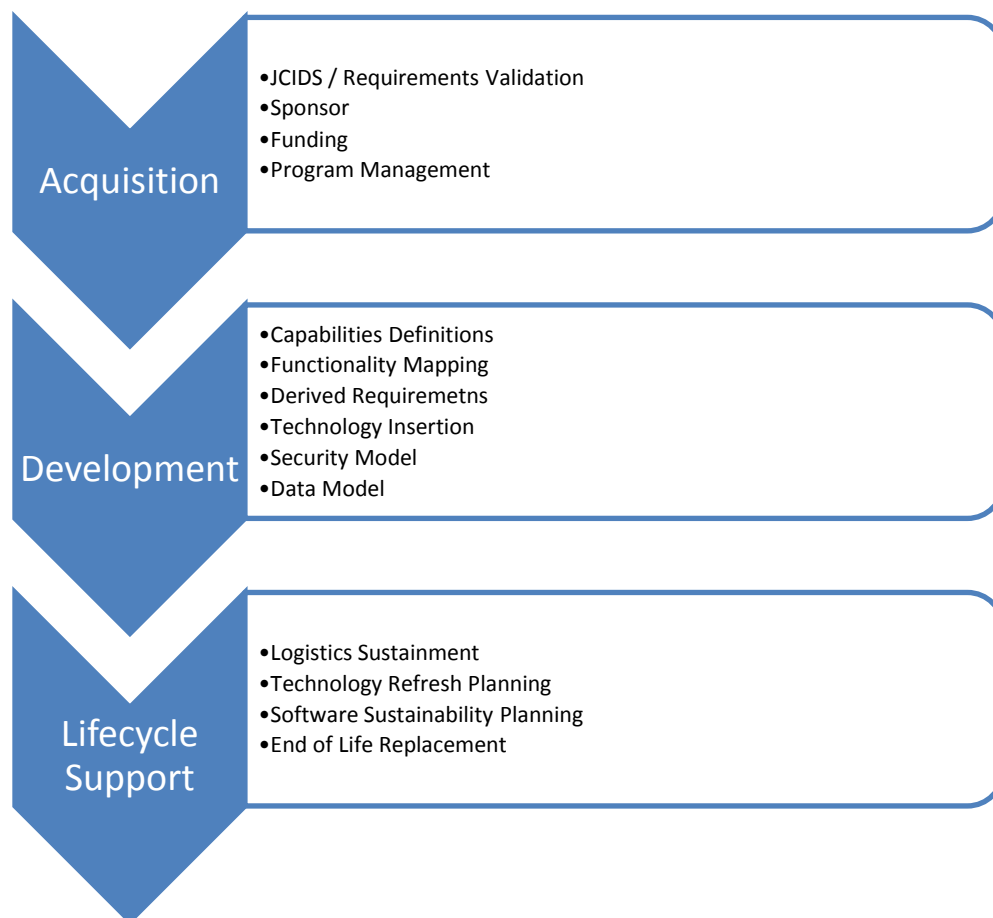 Acquisition
•JCIDS / Requirements Validation
•Sponsor
•Funding
•Program Management
Development
•Capabilities Definitions
•Functionality Mapping
•Derived Requiremetns
•Technology Insertion
•Security Model
•Data Model
Lifecycle
Support
•Logistics Sustainment
•Technology Refresh Planning
•Software Sustainability Planning
•End of Life Replacement